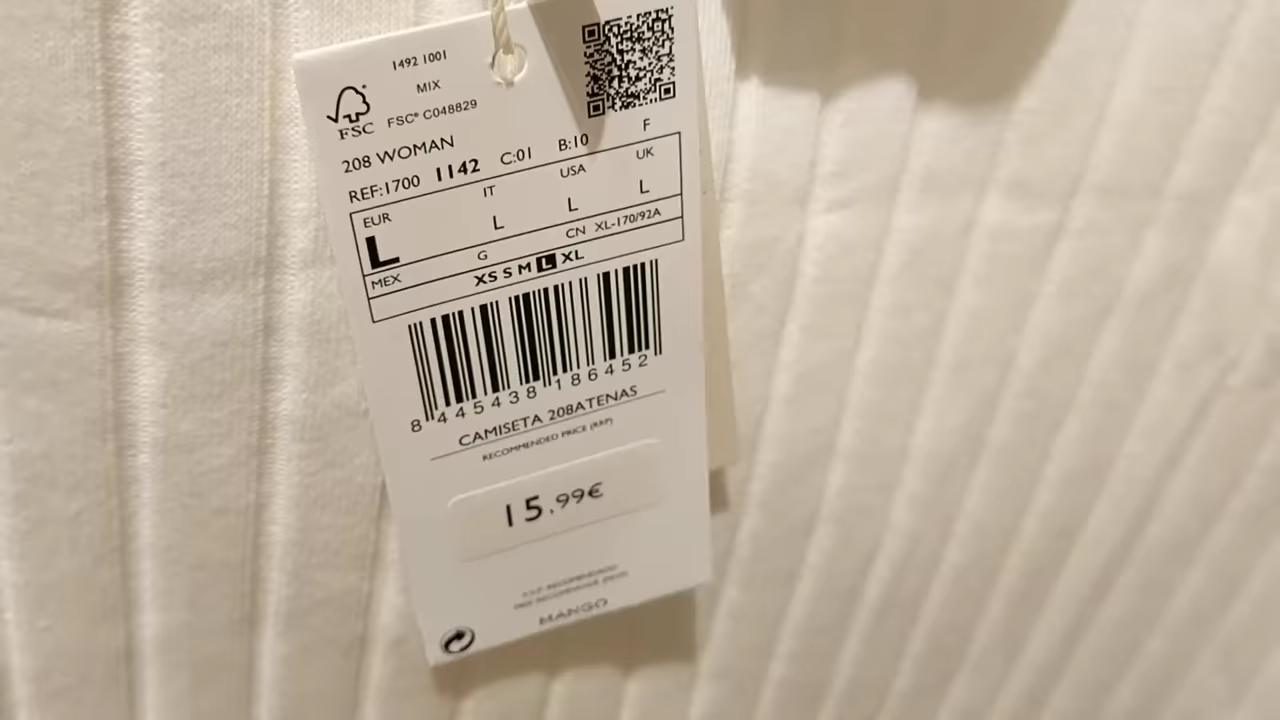 1492 1001
MIX
FSC® C048829
FSC
208 WOMAN
REF:1700 1142 C:01 B:10 F
EUR IT USA UK
L L L L
MEX G CN XL-170/92A
XS S M L XL
8 445438 186452
CAMISETA 208ATENAS
RECOMMENDED PRICE (RRP)
15.99€
MANGO